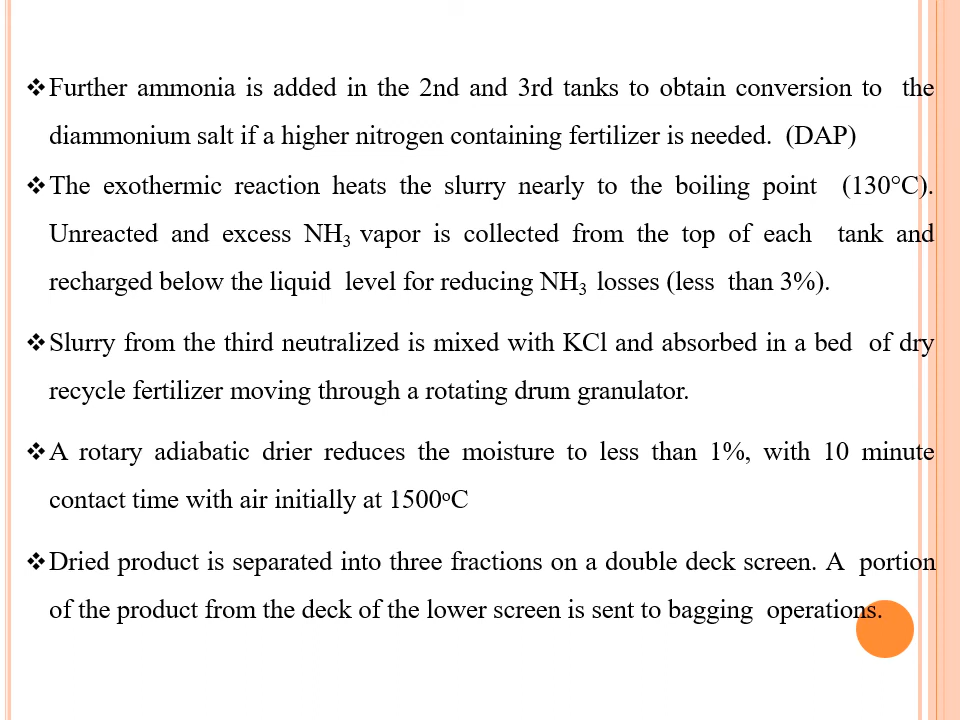 ❖Further ammonia is added in the 2nd and 3rd tanks to obtain conversion to the
diammonium salt if a higher nitrogen containing fertilizer is needed. (DAP)
❖The exothermic reaction heats the slurry nearly to the boiling point (130°C).
Unreacted and excess NH₃ vapor is collected from the top of each tank and
recharged below the liquid level for reducing NH₃ losses (less than 3%).
❖Slurry from the third neutralized is mixed with KCl and absorbed in a bed of dry
recycle fertilizer moving through a rotating drum granulator.
❖A rotary adiabatic drier reduces the moisture to less than 1%, with 10 minute
contact time with air initially at 1500ᵒC
❖Dried product is separated into three fractions on a double deck screen. A portion
of the product from the deck of the lower screen is sent to bagging operations.